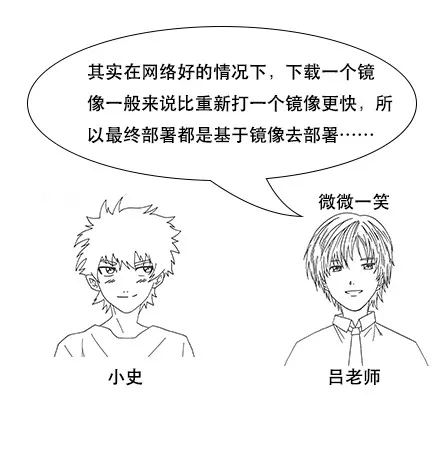 其实在网络好的情况下，下载一个镜
像一般来说比重新打一个镜像更快，所
以最终部署都是基于镜像去部署……
微微一笑
小史
吕老师